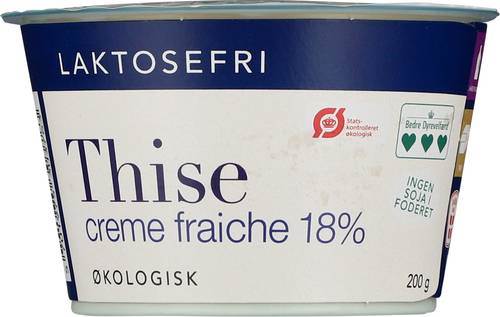 LAKTOSEFRI
Thise
creme fraiche 18%
ØKOLOGISK
Ø
Stats-
kontrolleret
økologisk
Bedre Dyrevelfærd
INGEN
SOJA I
FODERET
200 g